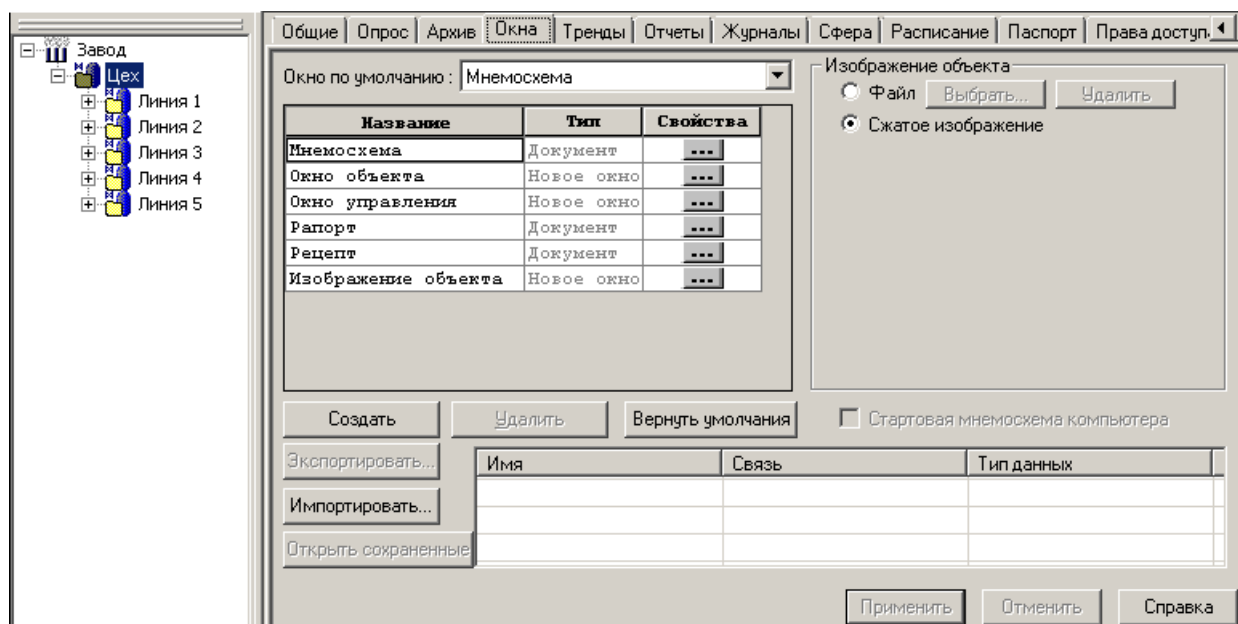 Общие Опрос Архив Окна Тренды Отчеты Журналы Сфера Расписание Паспорт Права доступ
Завод
Цех
Линия 1
Линия 2
Линия 3
Линия 4
Линия 5
Окно по умолчанию : Мнемосхема
Изображение объекта
Файл Выбрать... Удалить
Сжатое изображение
Название Тип Свойства
Мнемосхема Документ ...
Окно объекта Новое окно ...
Окно управления Новое окно ...
Рапорт Документ ...
Рецепт Документ ...
Изображение объекта Новое окно ...
Создать Удалить Вернуть умолчания Стартовая мнемосхема компьютера
Экспортировать...
Импортировать...
Открыть сохраненные
Имя Связь Тип данных
Применить Отменить Справка